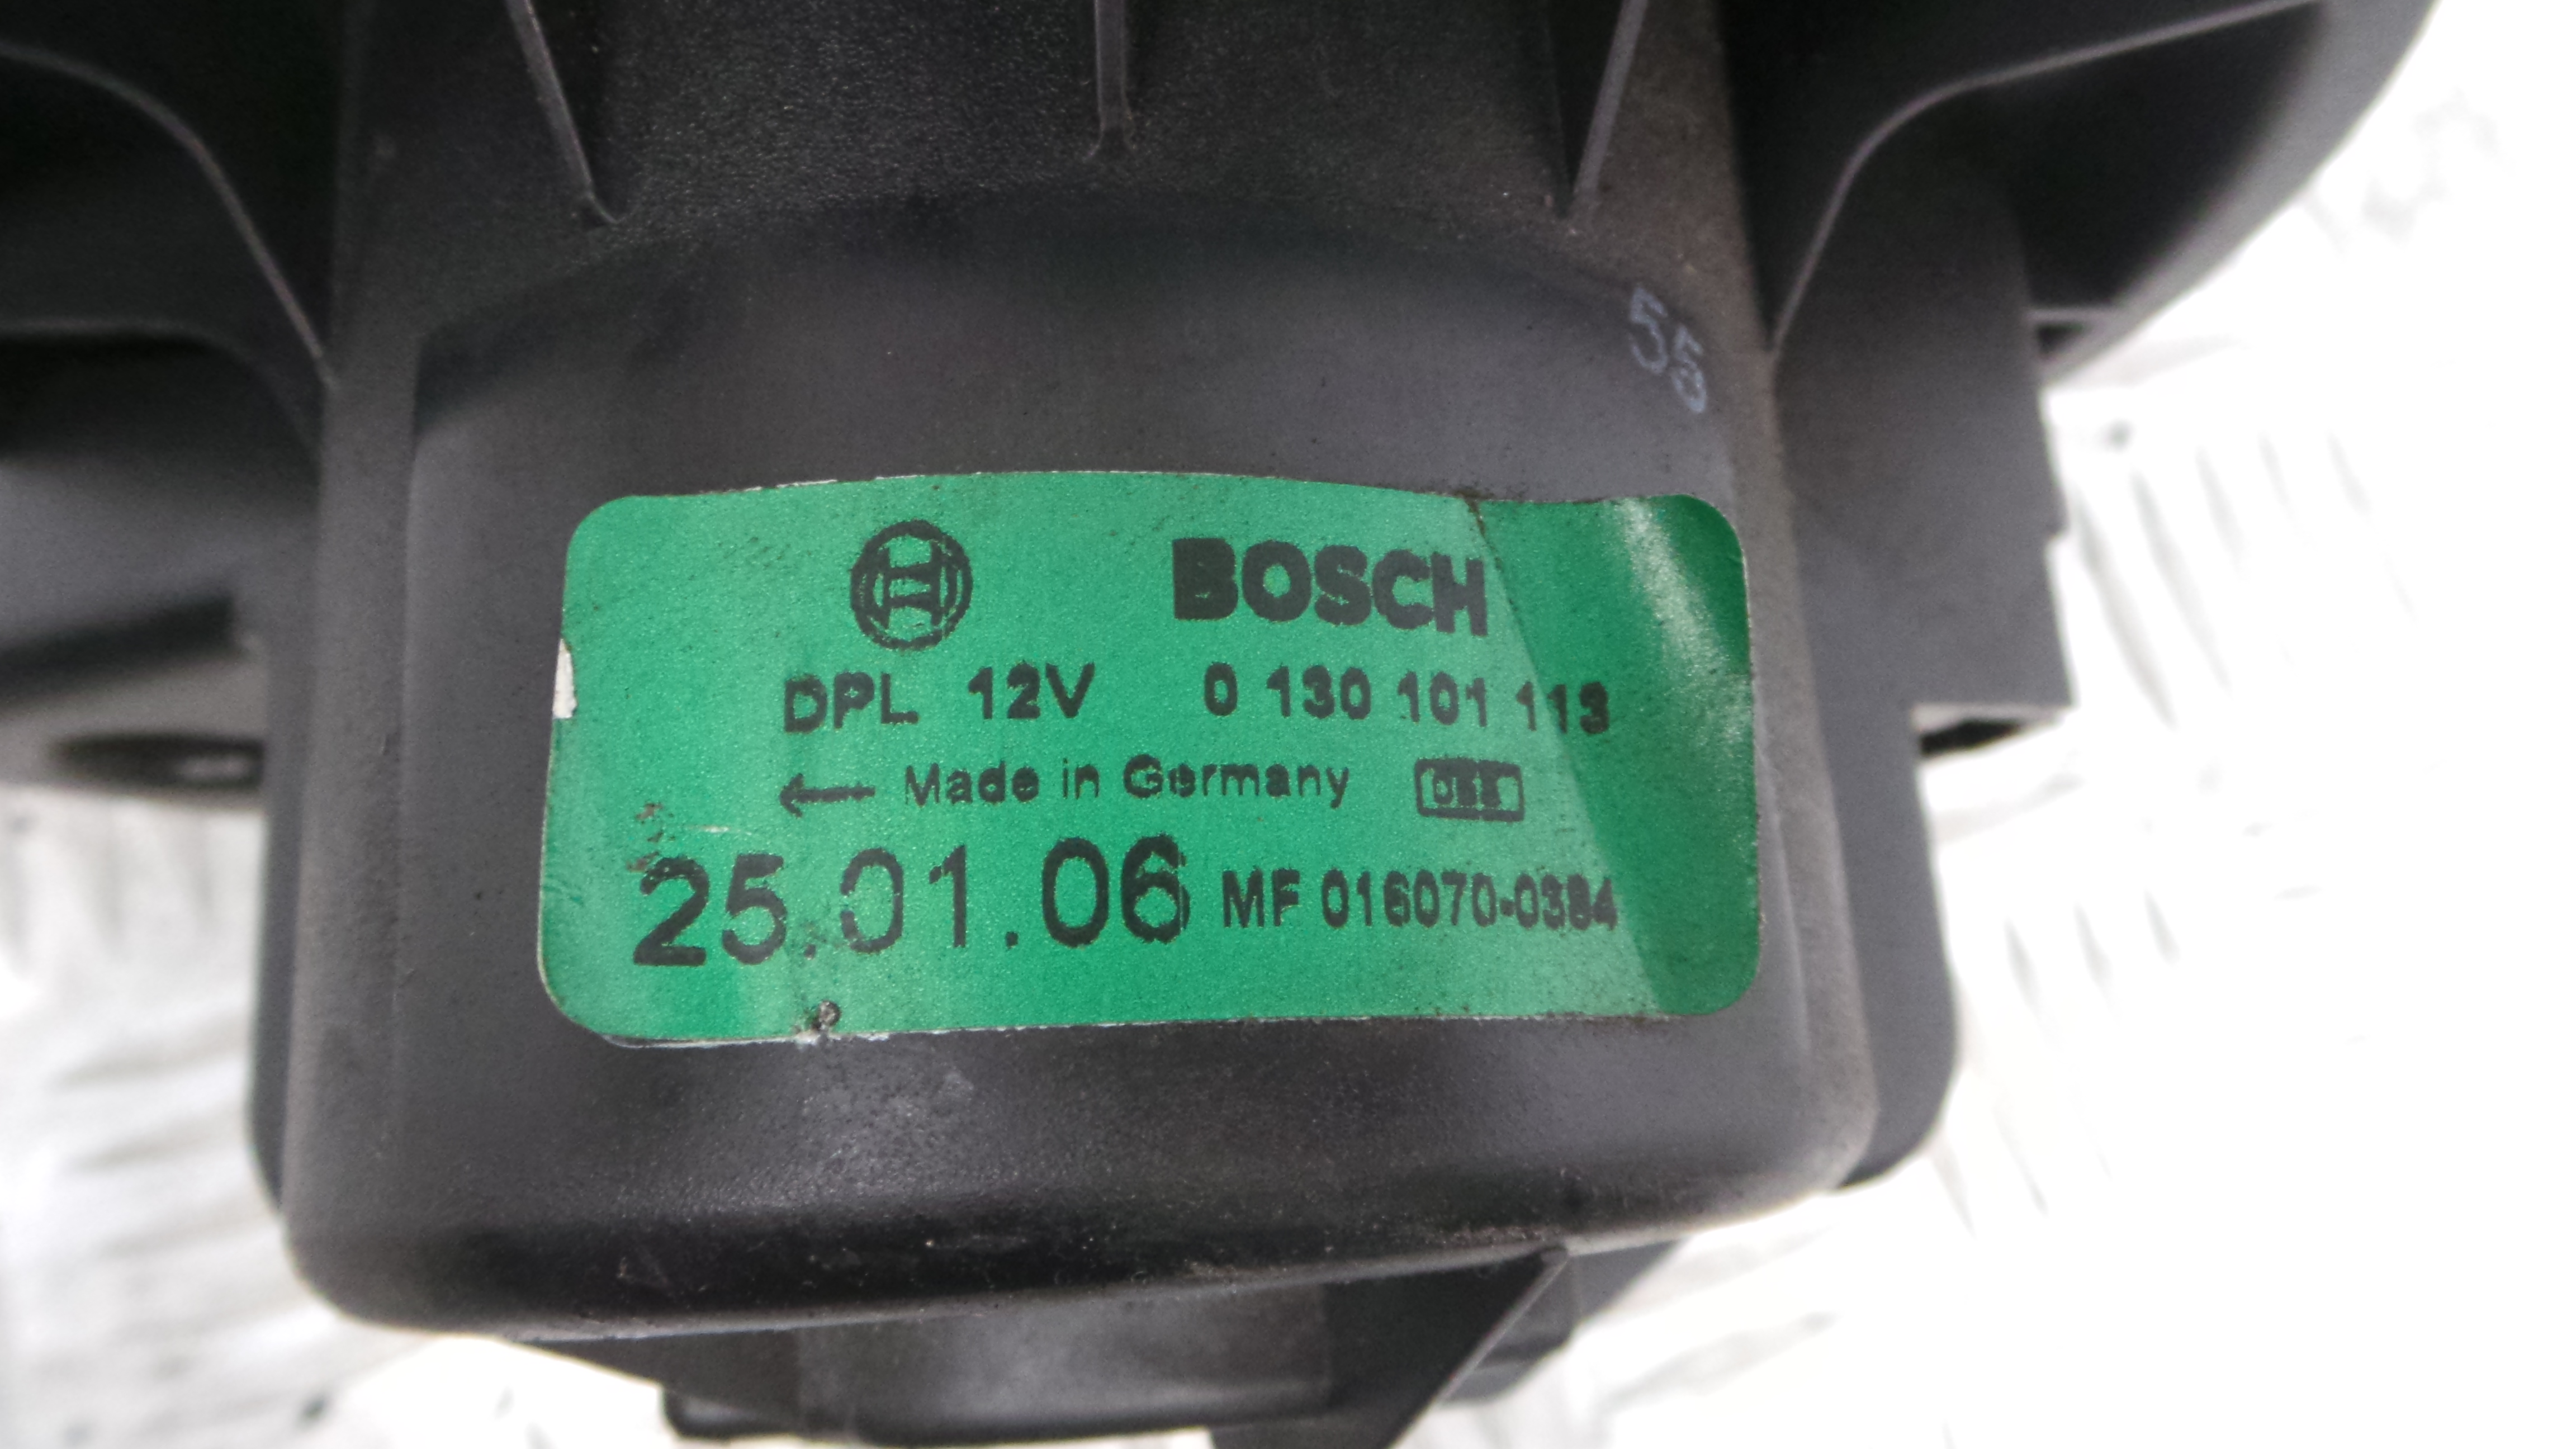 55
BOSCH
DPL 12V 0 130 101 113
← Made in Germany
25.01.06 MF 016070-0384